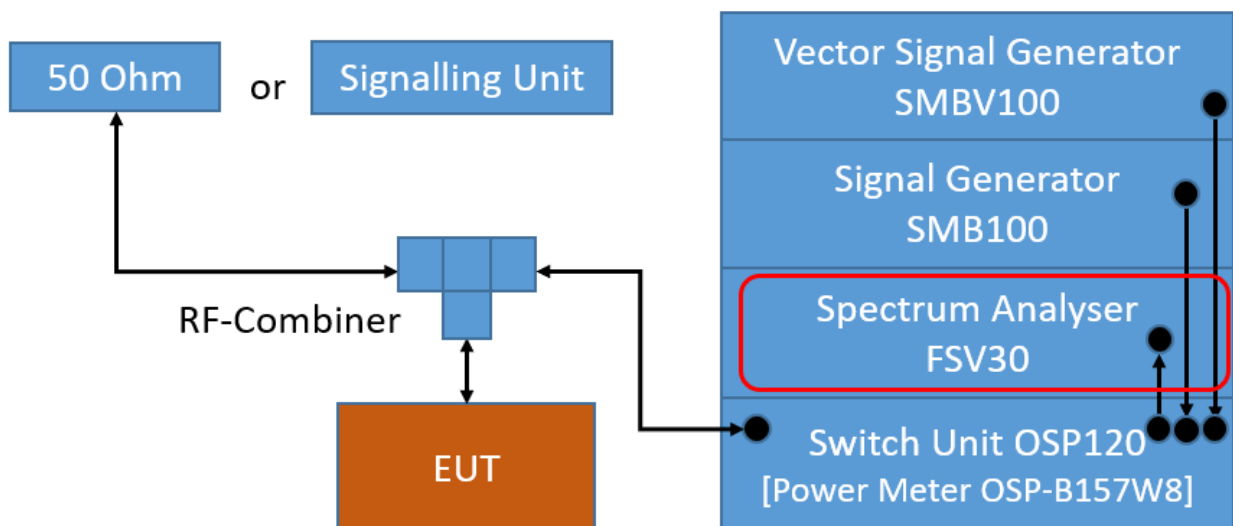 50 Ohm
or
Signalling Unit
RF-Combiner
EUT
Vector Signal Generator
SMBV100
Signal Generator
SMB100
Spectrum Analyser
FSV30
Switch Unit OSP120
[Power Meter OSP-B157W8]